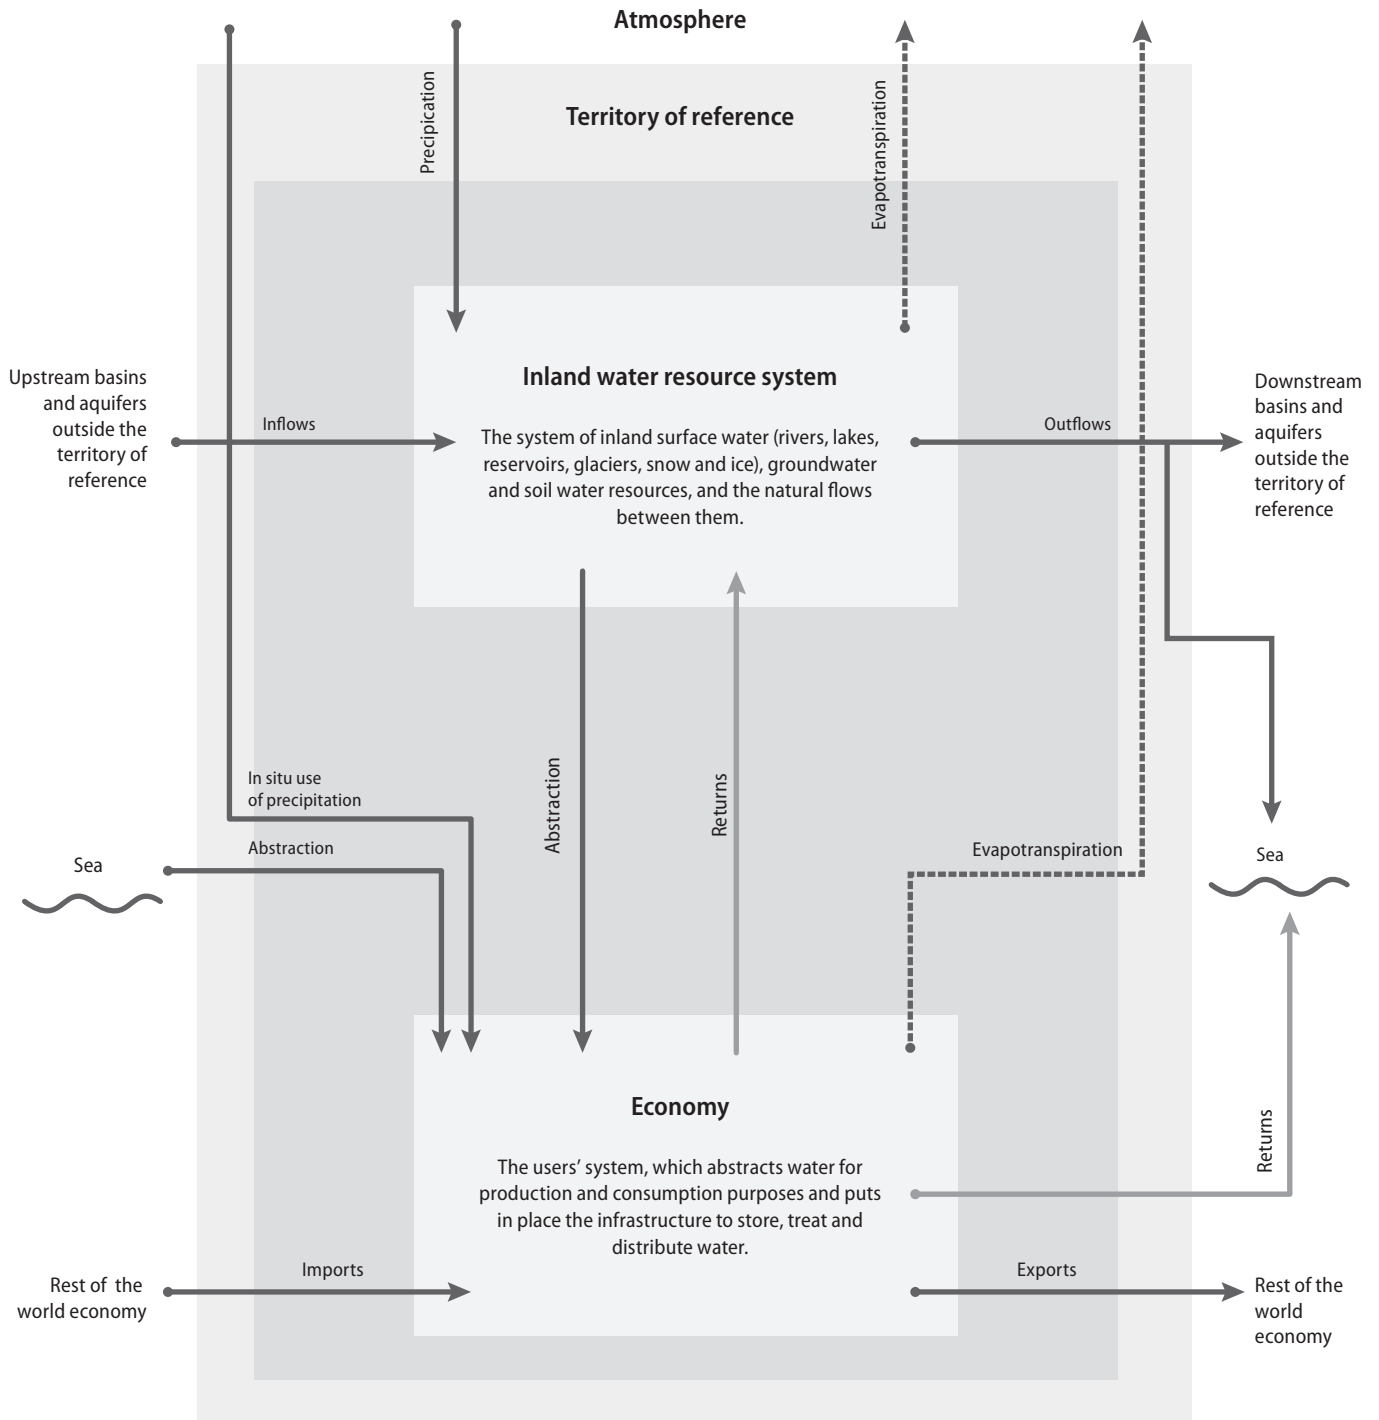 Atmosphere
Territory of reference
Precipication
Evapotranspiration
Inland water resource system
The system of inland surface water (rivers, lakes,
reservoirs, glaciers, snow and ice), groundwater
and soil water resources, and the natural flows
between them.
Upstream basins
and aquifers
outside the
territory of
reference
Inflows
Outflows
Downstream
basins and
aquifers
outside the
territory of
reference
In situ use
of precipitation
Abstraction
Sea
Abstraction
Returns
Evapotranspiration
Sea
Economy
The users’ system, which abstracts water for
production and consumption purposes and puts
in place the infrastructure to store, treat and
distribute water.
Returns
Imports
Rest of the
world economy
Exports
Rest of the
world
economy